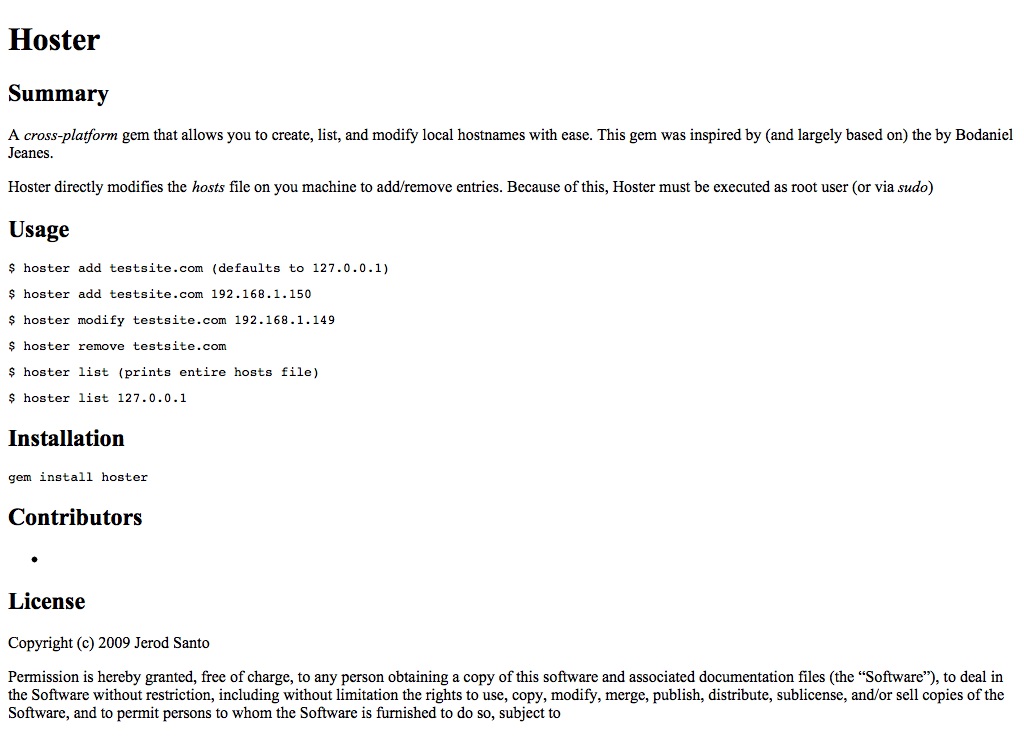 Hoster
Summary
A cross-platform gem that allows you to create, list, and modify local hostnames with ease. This gem was inspired by (and largely based on) the by Bodaniel
Jeanes.
Hoster directly modifies the hosts file on you machine to add/remove entries. Because of this, Hoster must be executed as root user (or via sudo)
Usage
$ hoster add testsite.com (defaults to 127.0.0.1)
$ hoster add testsite.com 192.168.1.150
$ hoster modify testsite.com 192.168.1.149
$ hoster remove testsite.com
$ hoster list (prints entire hosts file)
$ hoster list 127.0.0.1
Installation
gem install hoster
Contributors
•
License
Copyright (c) 2009 Jerod Santo
Permission is hereby granted, free of charge, to any person obtaining a copy of this software and associated documentation files (the “Software”), to deal in
the Software without restriction, including without limitation the rights to use, copy, modify, merge, publish, distribute, sublicense, and/or sell copies of the
Software, and to permit persons to whom the Software is furnished to do so, subject to